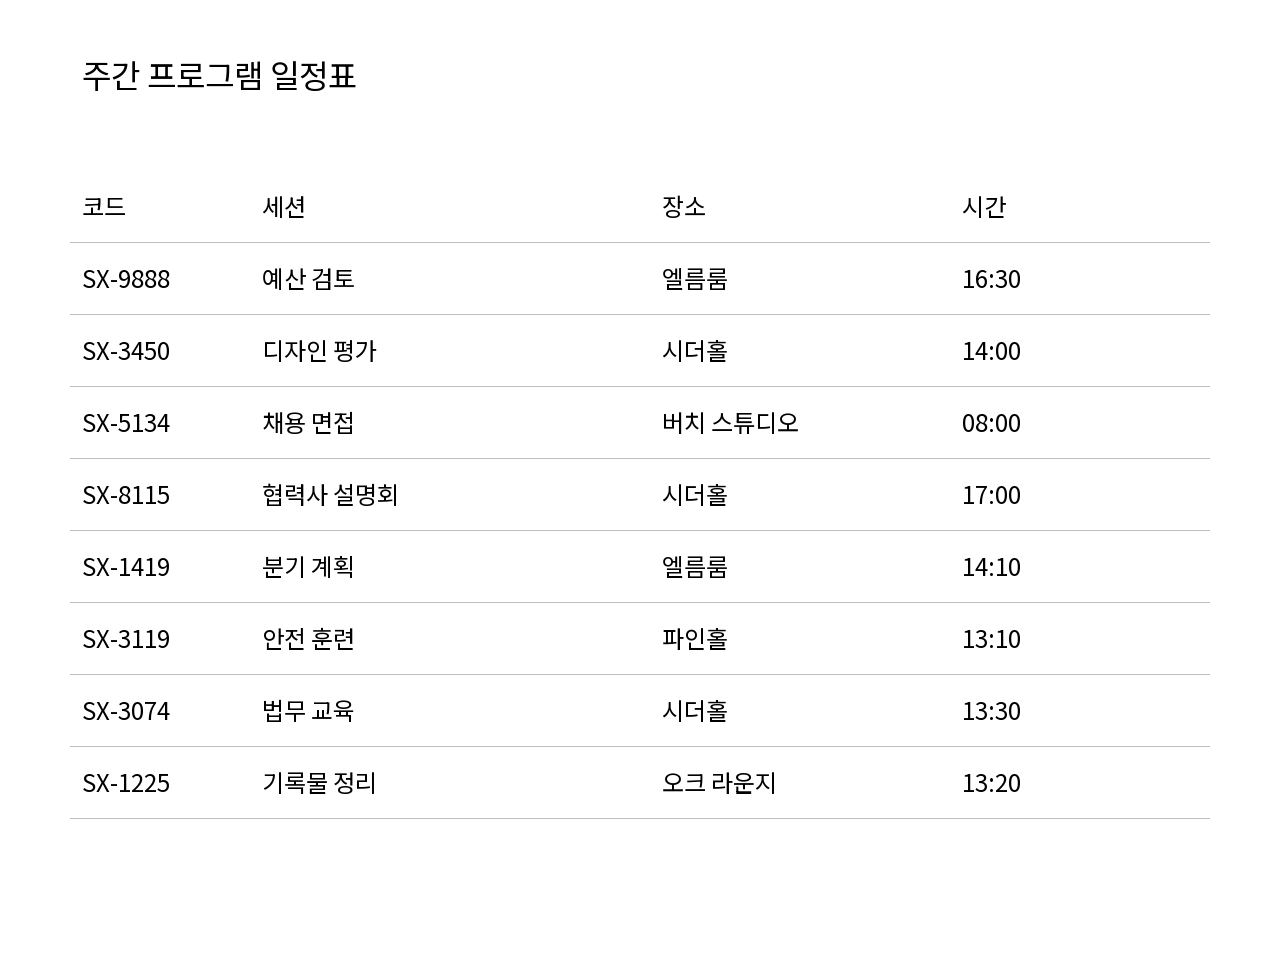 주간 프로그램 일정표
코드 세션 장소 시간
SX-9888 예산 검토 엘름룸 16:30
SX-3450 디자인 평가 시더홀 14:00
SX-5134 채용 면접 버치 스튜디오 08:00
SX-8115 협력사 설명회 시더홀 17:00
SX-1419 분기 계획 엘름룸 14:10
SX-3119 안전 훈련 파인홀 13:10
SX-3074 법무 교육 시더홀 13:30
SX-1225 기록물 정리 오크 라운지 13:20